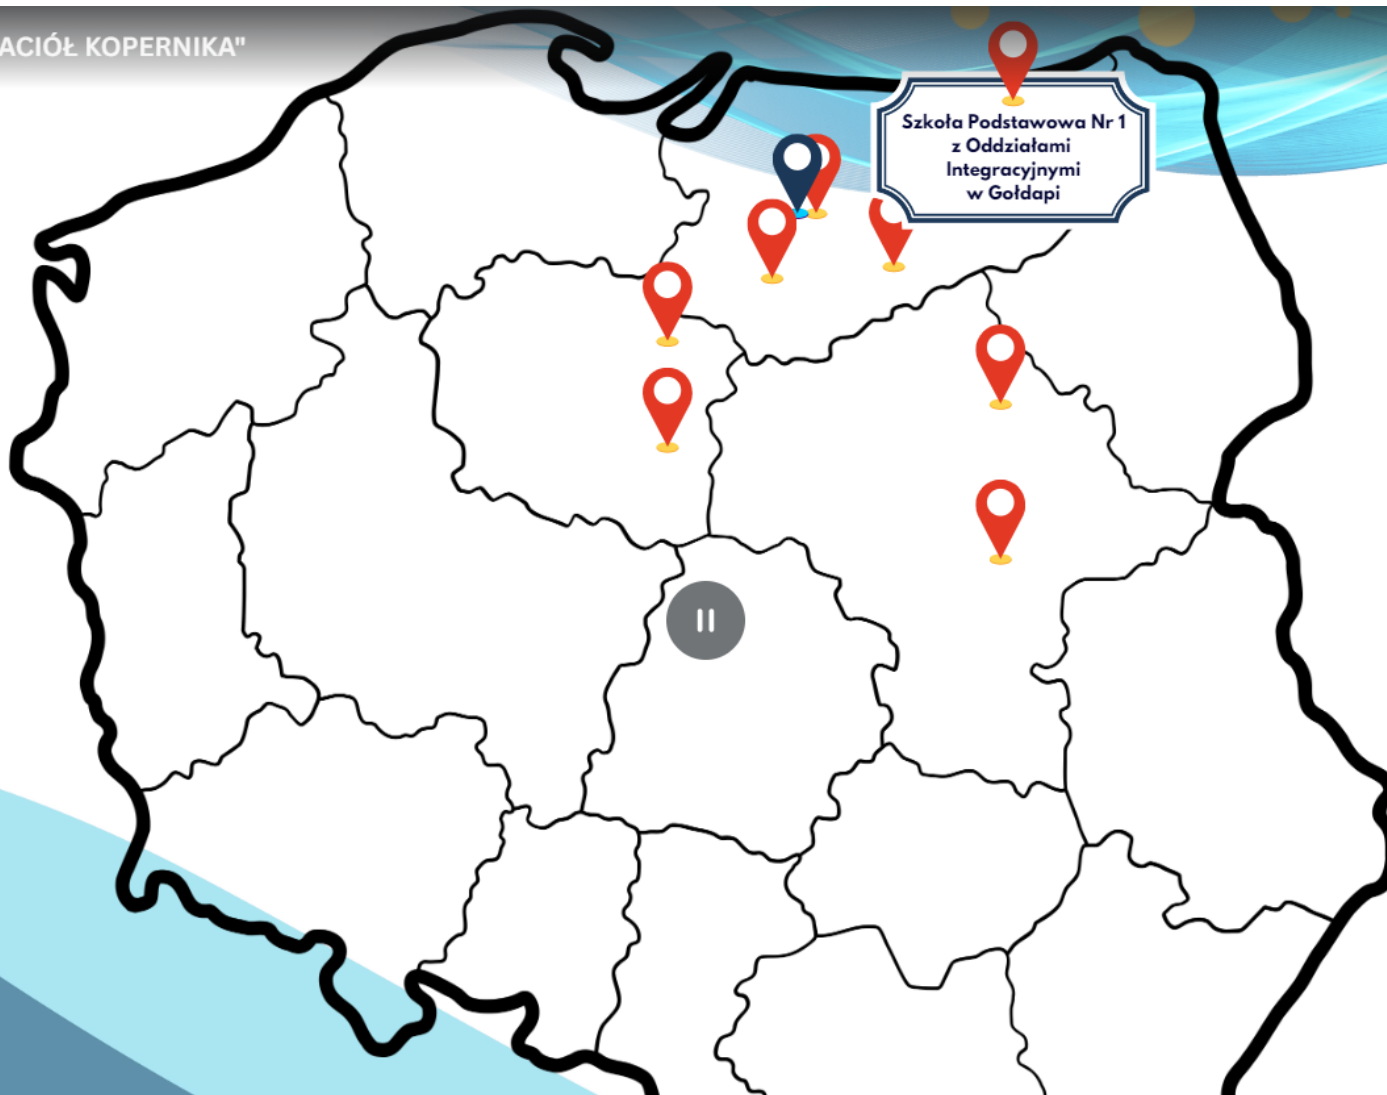 ACIÓŁ KOPERNIKA"
Szkoła Podstawowa Nr 1
z Oddziałami
Integracyjnymi
w Gołdapi